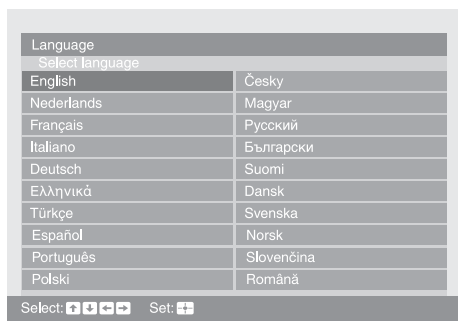 Language
Select language
English
Česky
Nederlands
Magyar
Français
Русский
Italiano
Български
Deutsch
Suomi
Ελληνικά
Dansk
Türkçe
Svenska
Español
Norsk
Português
Slovenčina
Polski
Română
Select: Set: